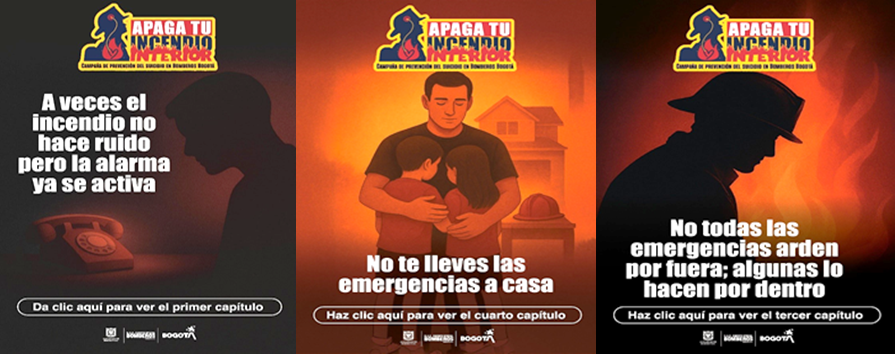 APAGA TU
INCENDIO
INTERIOR
CAMPAÑA DE PREVENCIÓN DEL SUICIDIO EN BOMBEROS BOGOTÁ
A veces el
incendio no
hace ruido
pero la alarma
ya se activa
Da clic aquí para ver el primer capítulo
BOMBEROS
BOGOTÁ
APAGA TU
INCENDIO
INTERIOR
CAMPAÑA DE PREVENCIÓN DEL SUICIDIO EN BOMBEROS BOGOTÁ
No te lleves las
emergencias a casa
Haz clic aquí para ver el cuarto capítulo
BOMBEROS
BOGOTÁ
APAGA TU
INCENDIO
INTERIOR
CAMPAÑA DE PREVENCIÓN DEL SUICIDIO EN BOMBEROS BOGOTÁ
No todas las
emergencias arden
por fuera; algunas lo
hacen por dentro
Haz clic aquí para ver el tercer capítulo
BOMBEROS
BOGOTÁ